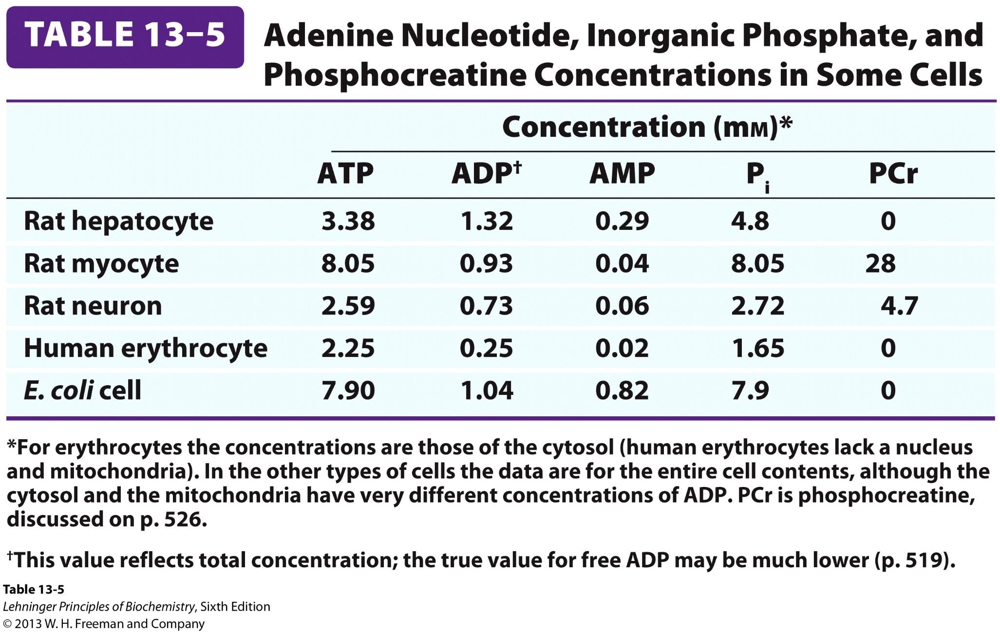 TABLE 13–5
Adenine Nucleotide, Inorganic Phosphate, and
Phosphocreatine Concentrations in Some Cells
Concentration (mM)*
ATP ADP† AMP Pi PCr
Rat hepatocyte 3.38 1.32 0.29 4.8 0
Rat myocyte 8.05 0.93 0.04 8.05 28
Rat neuron 2.59 0.73 0.06 2.72 4.7
Human erythrocyte 2.25 0.25 0.02 1.65 0
E. coli cell 7.90 1.04 0.82 7.9 0
*For erythrocytes the concentrations are those of the cytosol (human erythrocytes lack a nucleus
and mitochondria). In the other types of cells the data are for the entire cell contents, although the
cytosol and the mitochondria have very different concentrations of ADP. PCr is phosphocreatine,
discussed on p. 526.
†This value reflects total concentration; the true value for free ADP may be much lower (p. 519).
Table 13-5
Lehninger Principles of Biochemistry, Sixth Edition
© 2013 W. H. Freeman and Company